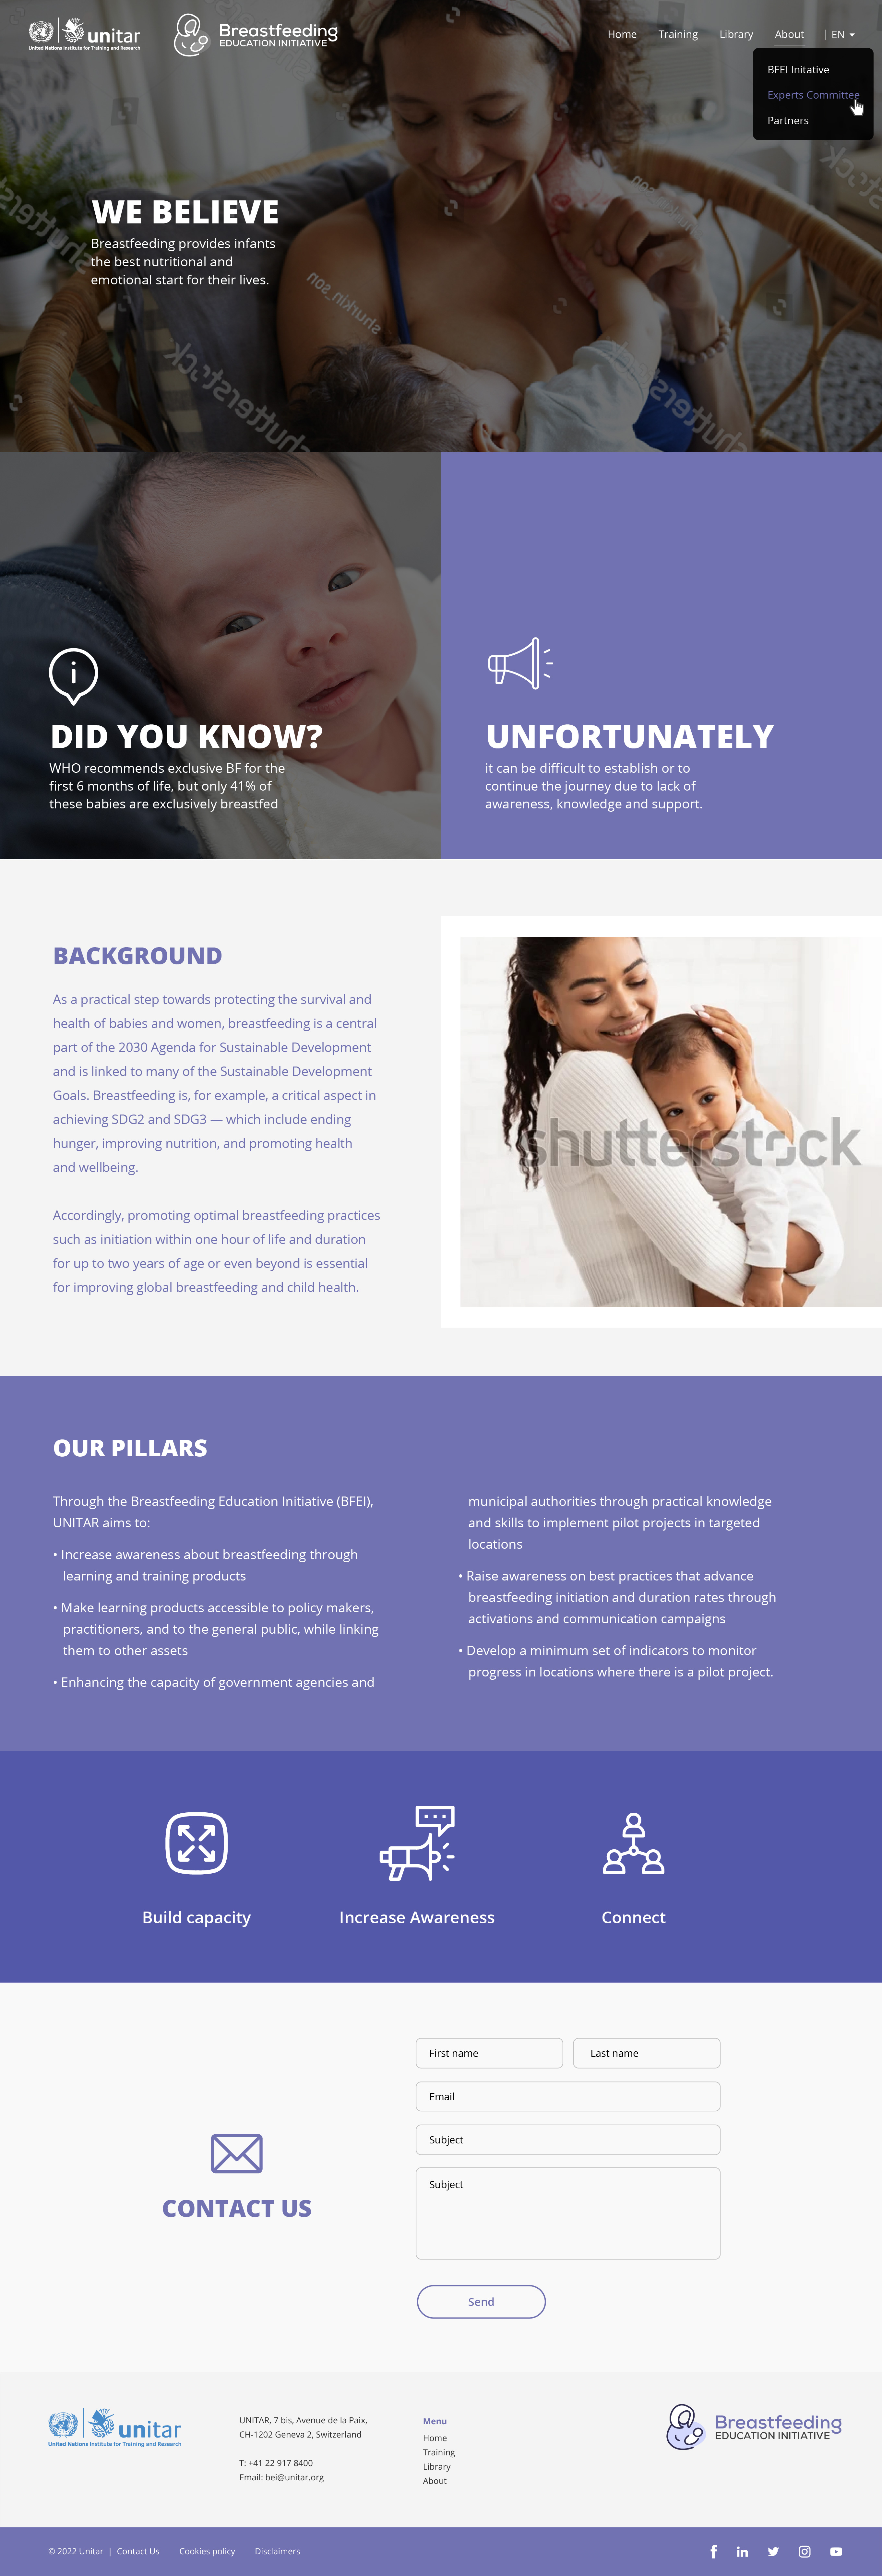 unitar
United Nations Institute for Training and Research
Breastfeeding
EDUCATION INITIATIVE
Home
Training
Library
About
| EN
BFEI Initative
Experts Committee
Partners
WE BELIEVE
Breastfeeding provides infants
the best nutritional and
emotional start for their lives.
shutterstock
shurkin_son
shutterstock
DID YOU KNOW?
WHO recommends exclusive BF for the
first 6 months of life, but only 41% of
these babies are exclusively breastfed
UNFORTUNATELY
it can be difficult to establish or to
continue the journey due to lack of
awareness, knowledge and support.
BACKGROUND
As a practical step towards protecting the survival and
health of babies and women, breastfeeding is a central
part of the 2030 Agenda for Sustainable Development
and is linked to many of the Sustainable Development
Goals. Breastfeeding is, for example, a critical aspect in
achieving SDG2 and SDG3 — which include ending
hunger, improving nutrition, and promoting health
and wellbeing.
Accordingly, promoting optimal breastfeeding practices
such as initiation within one hour of life and duration
for up to two years of age or even beyond is essential
for improving global breastfeeding and child health.
shutterstock
OUR PILLARS
Through the Breastfeeding Education Initiative (BFEI),
UNITAR aims to:
• Increase awareness about breastfeeding through
learning and training products
• Make learning products accessible to policy makers,
practitioners, and to the general public, while linking
them to other assets
• Enhancing the capacity of government agencies and
municipal authorities through practical knowledge
and skills to implement pilot projects in targeted
locations
• Raise awareness on best practices that advance
breastfeeding initiation and duration rates through
activations and communication campaigns
• Develop a minimum set of indicators to monitor
progress in locations where there is a pilot project.
Build capacity
Increase Awareness
Connect
CONTACT US
First name
Last name
Email
Subject
Subject
Send
unitar
United Nations Institute for Training and Research
UNITAR, 7 bis, Avenue de la Paix,
CH-1202 Geneva 2, Switzerland
T: +41 22 917 8400
Email: bei@unitar.org
Menu
Home
Training
Library
About
Breastfeeding
EDUCATION INITIATIVE
© 2022 Unitar | Contact Us
Cookies policy
Disclaimers